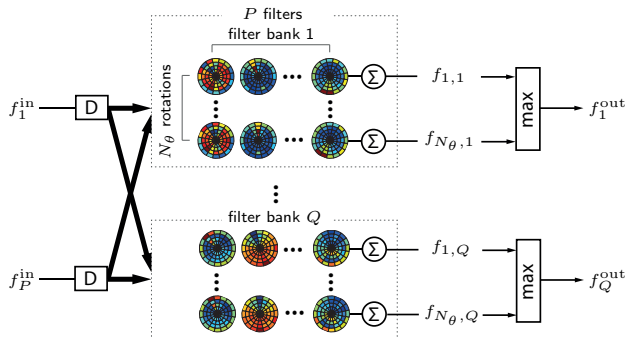 P filters
filter bank 1
N_θ rotations
f_1^in
D
Σ
f_{1,1}
Σ
f_{N_θ,1}
max
f_1^out
filter bank Q
f_P^in
D
Σ
f_{1,Q}
Σ
f_{N_θ,Q}
max
f_Q^out